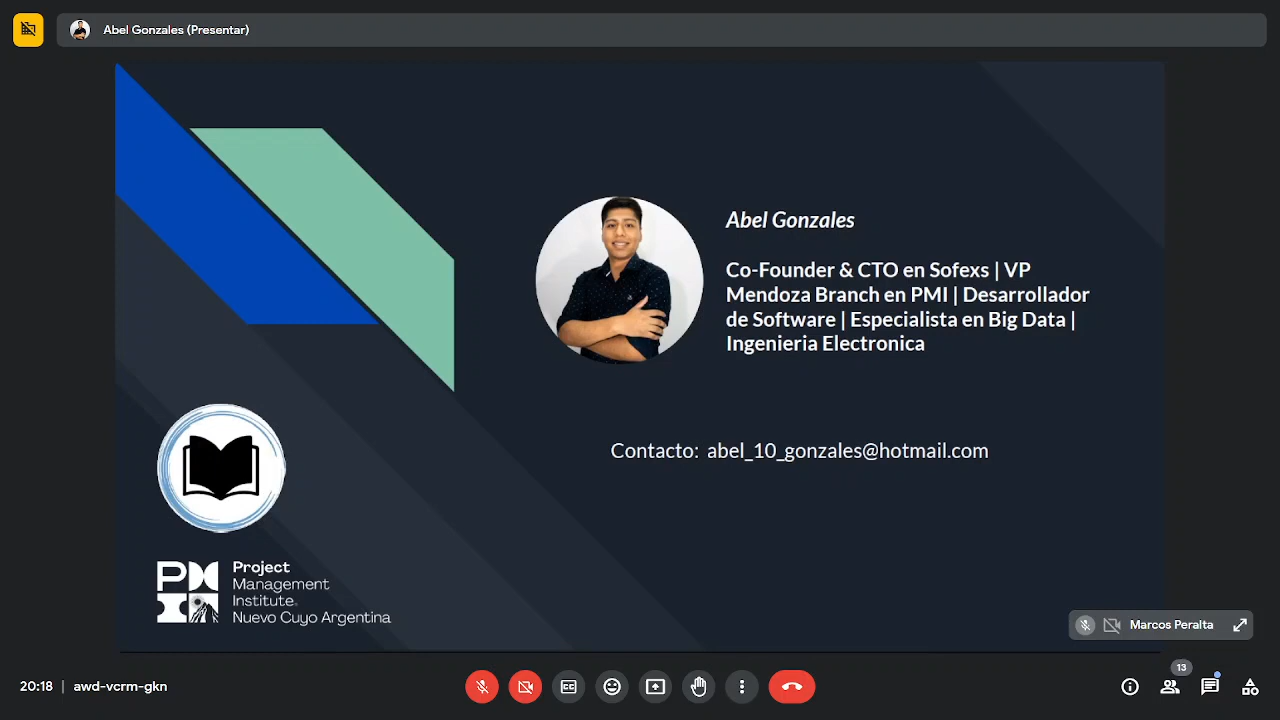 Abel Gonzales (Presentar)
Abel Gonzales
Co-Founder & CTO en Sofexs | VP
Mendoza Branch en PMI | Desarrollador
de Software | Especialista en Big Data |
Ingenieria Electronica
Contacto: abel_10_gonzales@hotmail.com
Project
Management
Institute.
Nuevo Cuyo Argentina
Marcos Peralta
13
20:18 | awd-vcrm-gkn